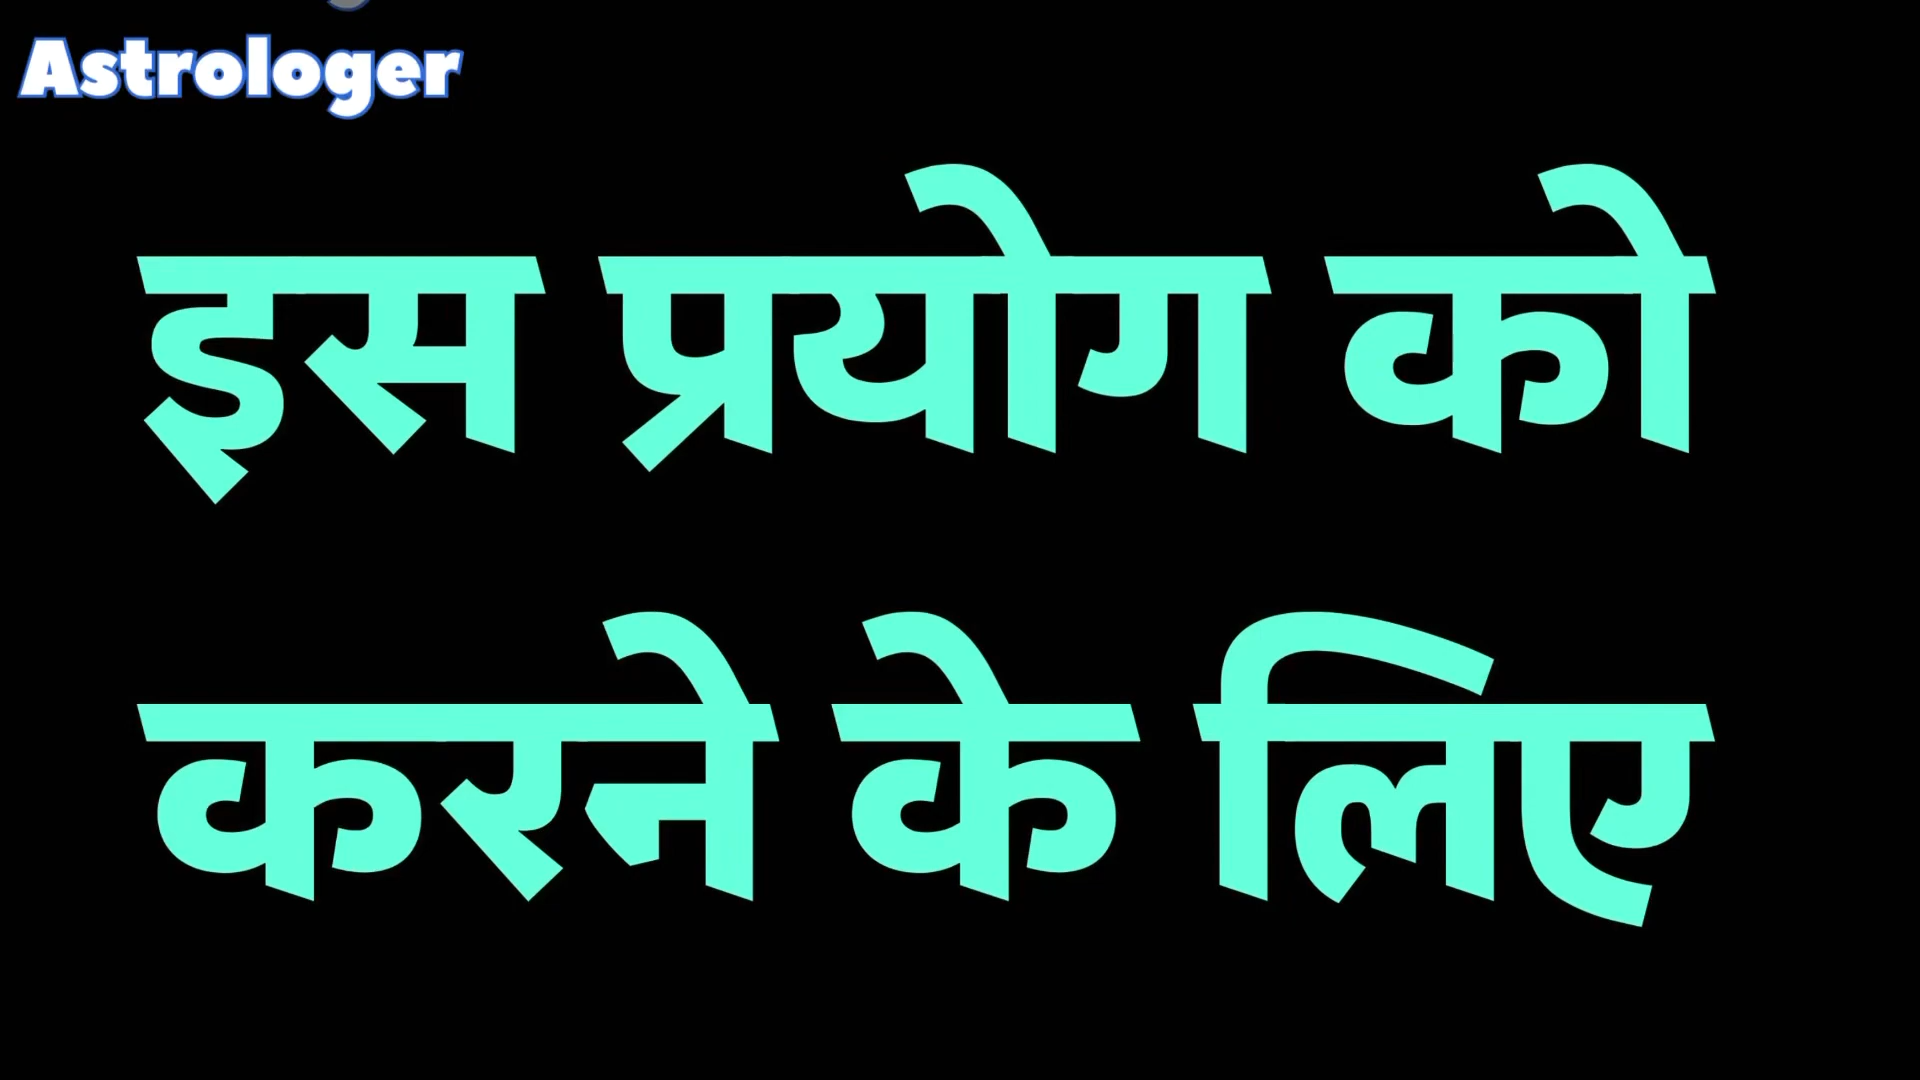 Astrologer
इस प्रयोग को
करने के लिए